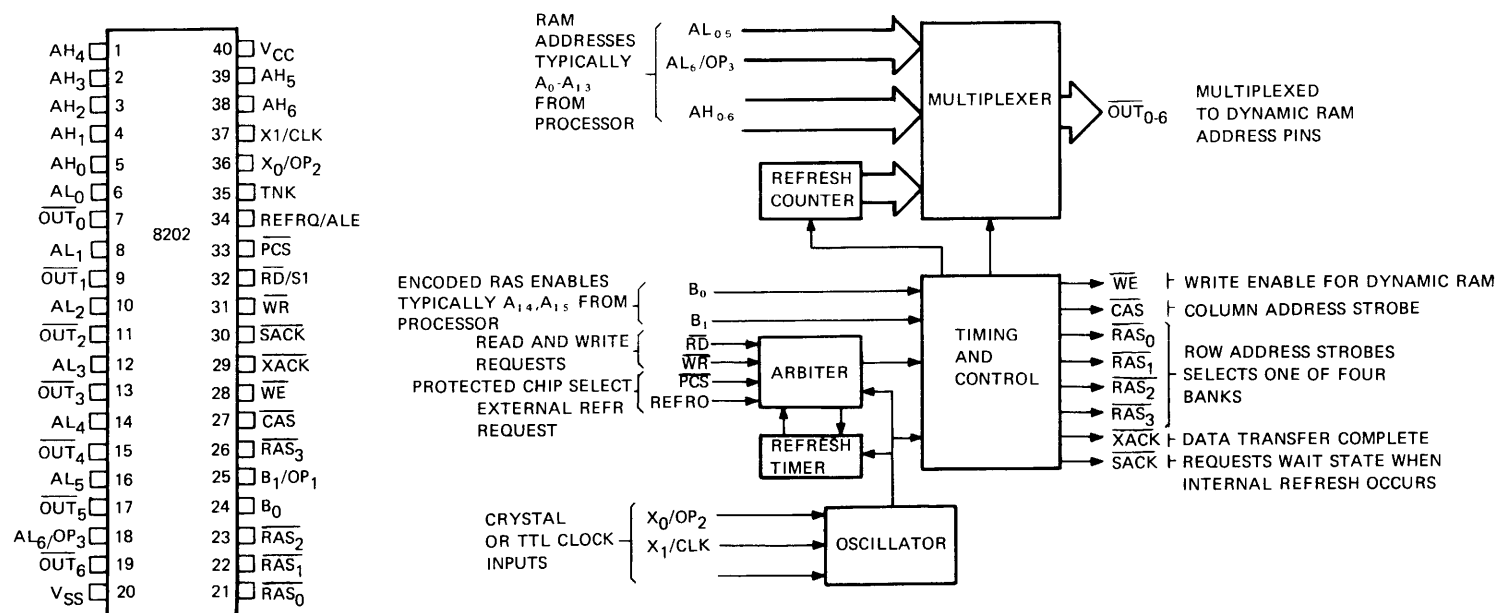 AH4 1 40 VCC
AH3 2 39 AH5
AH2 3 38 AH6
AH1 4 37 X1/CLK
AH0 5 36 X0/OP2
AL0 6 35 TNK
OUT0 7 34 REFRQ/ALE
8202
AL1 8 33 PCS
OUT1 9 32 RD/S1
AL2 10 31 WR
OUT2 11 30 SACK
AL3 12 29 XACK
OUT3 13 28 WE
AL4 14 27 CAS
OUT4 15 26 RAS3
AL5 16 25 B1/OP1
OUT5 17 24 B0
AL6/OP3 18 23 RAS2
OUT6 19 22 RAS1
VSS 20 21 RAS0
RAM
ADDRESSES
TYPICALLY
A0-A13
FROM
PROCESSOR
AL0-5
AL6/OP3
AH0-6
MULTIPLEXER
OUT0-6
MULTIPLEXED
TO DYNAMIC RAM
ADDRESS PINS
REFRESH
COUNTER
ENCODED RAS ENABLES
TYPICALLY A14,A15 FROM
PROCESSOR
B0
B1
READ AND WRITE
REQUESTS
RD
WR
PROTECTED CHIP SELECT
EXTERNAL REFR
REQUEST
PCS
REFRO
ARBITER
REFRESH
TIMER
TIMING
AND
CONTROL
WE WRITE ENABLE FOR DYNAMIC RAM
CAS COLUMN ADDRESS STROBE
RAS0
RAS1
RAS2
RAS3
ROW ADDRESS STROBES
SELECTS ONE OF FOUR
BANKS
XACK DATA TRANSFER COMPLETE
SACK REQUESTS WAIT STATE WHEN
INTERNAL REFRESH OCCURS
CRYSTAL
OR TTL CLOCK
INPUTS
X0/OP2
X1/CLK
OSCILLATOR